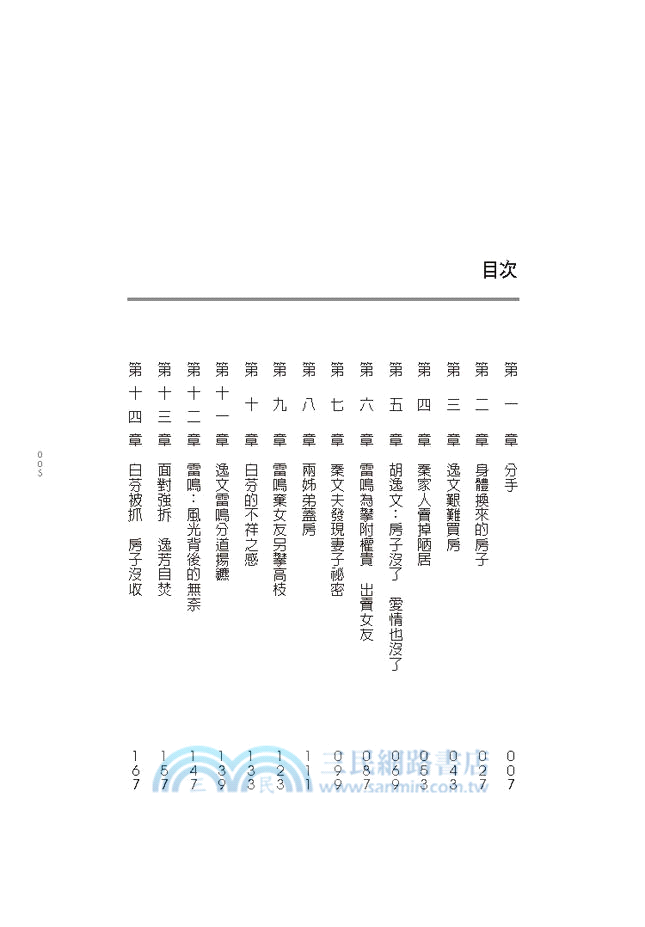 目次
第一章 分手 007
第二章 身體換來的房子 027
第三章 逸文艱難買房 043
第四章 秦家人賣掉陋居 053
第五章 胡逸文：房子沒了 愛情也沒了 069
第六章 雷鳴為攀附權貴 出賣女友 087
第七章 秦文夫發現妻子祕密 099
第八章 兩姊弟蓋房 111
第九章 雷鳴棄女友另攀高枝 123
第十章 白芬的不祥之感 133
第十一章 逸文雷鳴分道揚鑣 139
第十二章 雷鳴：風光背後的無奈 147
第十三章 面對強拆 逸芳自焚 157
第十四章 白芬被抓 房子沒收 167
005
三民
三民網路書店
www.sanmin.com.tw